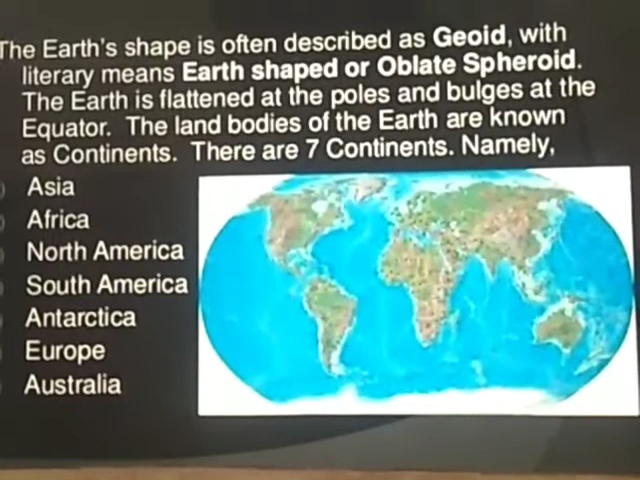 The Earth's shape is often described as Geoid, with
literary means Earth shaped or Oblate Spheroid.
The Earth is flattened at the poles and bulges at the
Equator. The land bodies of the Earth are known
as Continents. There are 7 Continents. Namely,
Asia
Africa
North America
South America
Antarctica
Europe
Australia